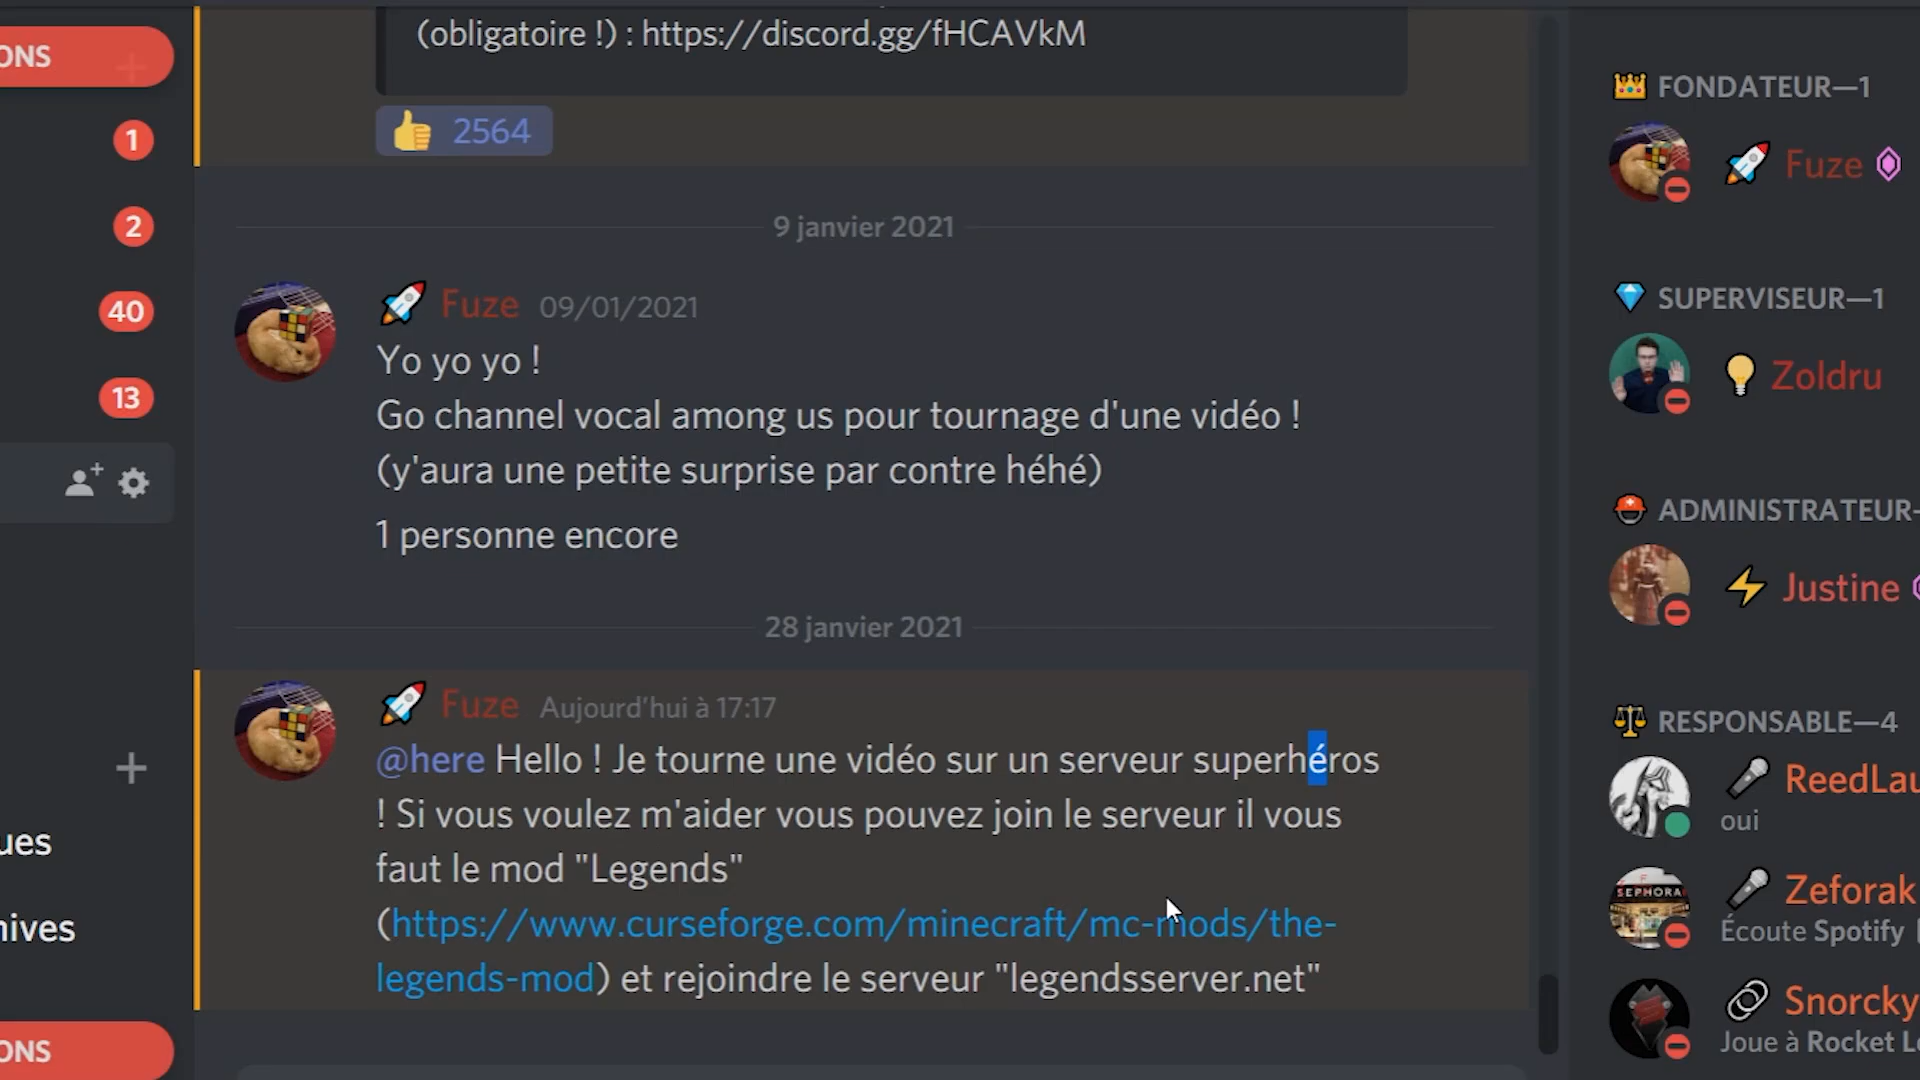 (obligatoire !) : https://discord.gg/fHCAVkM
2564
9 janvier 2021
Fuze 09/01/2021
Yo yo yo !
Go channel vocal among us pour tournage d'une vidéo !
(y'aura une petite surprise par contre héhé)
1 personne encore
28 janvier 2021
Fuze Aujourd'hui à 17:17
@here Hello ! Je tourne une vidéo sur un serveur superhéros
! Si vous voulez m'aider vous pouvez join le serveur il vous
faut le mod "Legends"
(https://www.curseforge.com/minecraft/mc-mods/the-
legends-mod) et rejoindre le serveur "legendsserver.net"
ONS
1
2
40
13
ues
hives
ONS
FONDATEUR—1
Fuze
SUPERVISEUR—1
Zoldru
ADMINISTRATEUR-
Justine
RESPONSABLE—4
ReedLau
oui
SEPHORA
Zeforak
Écoute Spotify
Snorcky
Joue à Rocket Le